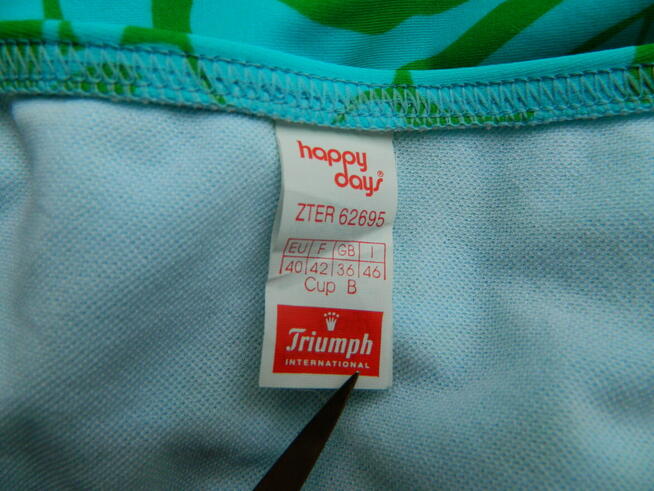 happy
days®
ZTER 62695
EU F GB I
40 42 36 46
Cup B
Triumph
INTERNATIONAL